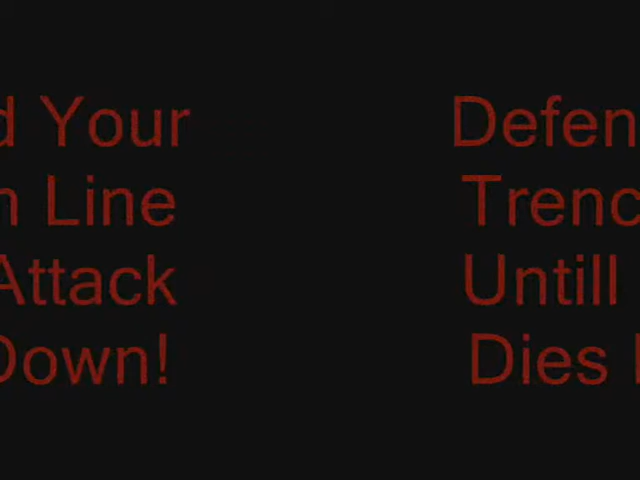 d Your
n Line
Attack
Down!
Defen
Trenc
Untill
Dies